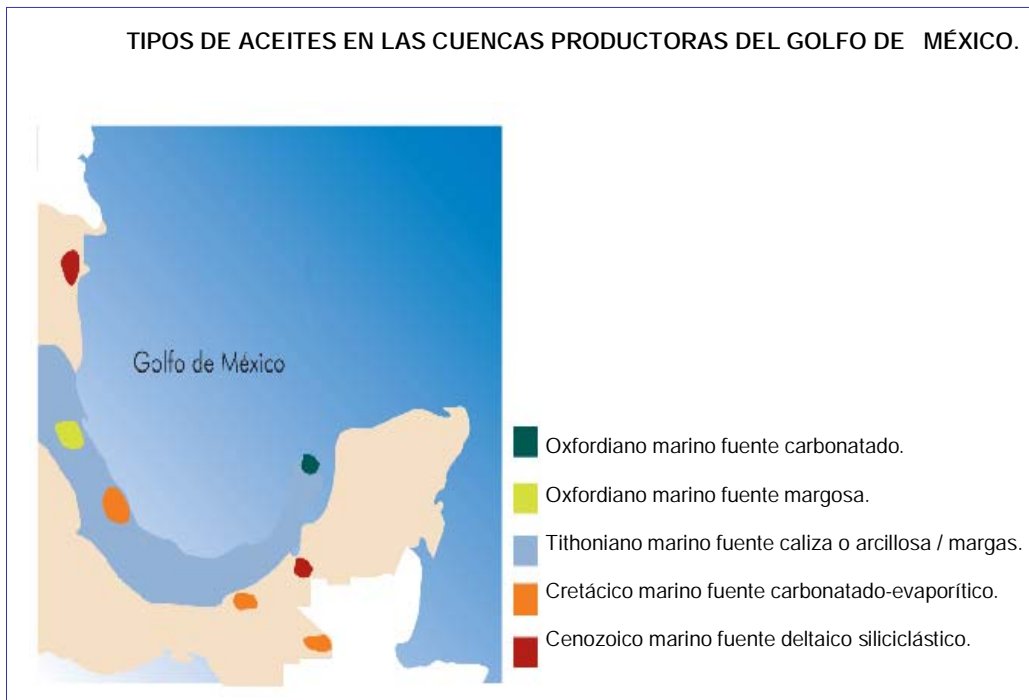 TIPOS DE ACEITES EN LAS CUENCAS PRODUCTORAS DEL GOLFO DE MÉXICO.
Golfo de México
Oxfordiano marino fuente carbonatado.
Oxfordiano marino fuente margosa.
Tithoniano marino fuente caliza o arcillosa / margas.
Cretácico marino fuente carbonatado-evaporítico.
Cenozoico marino fuente deltaico siliciclástico.